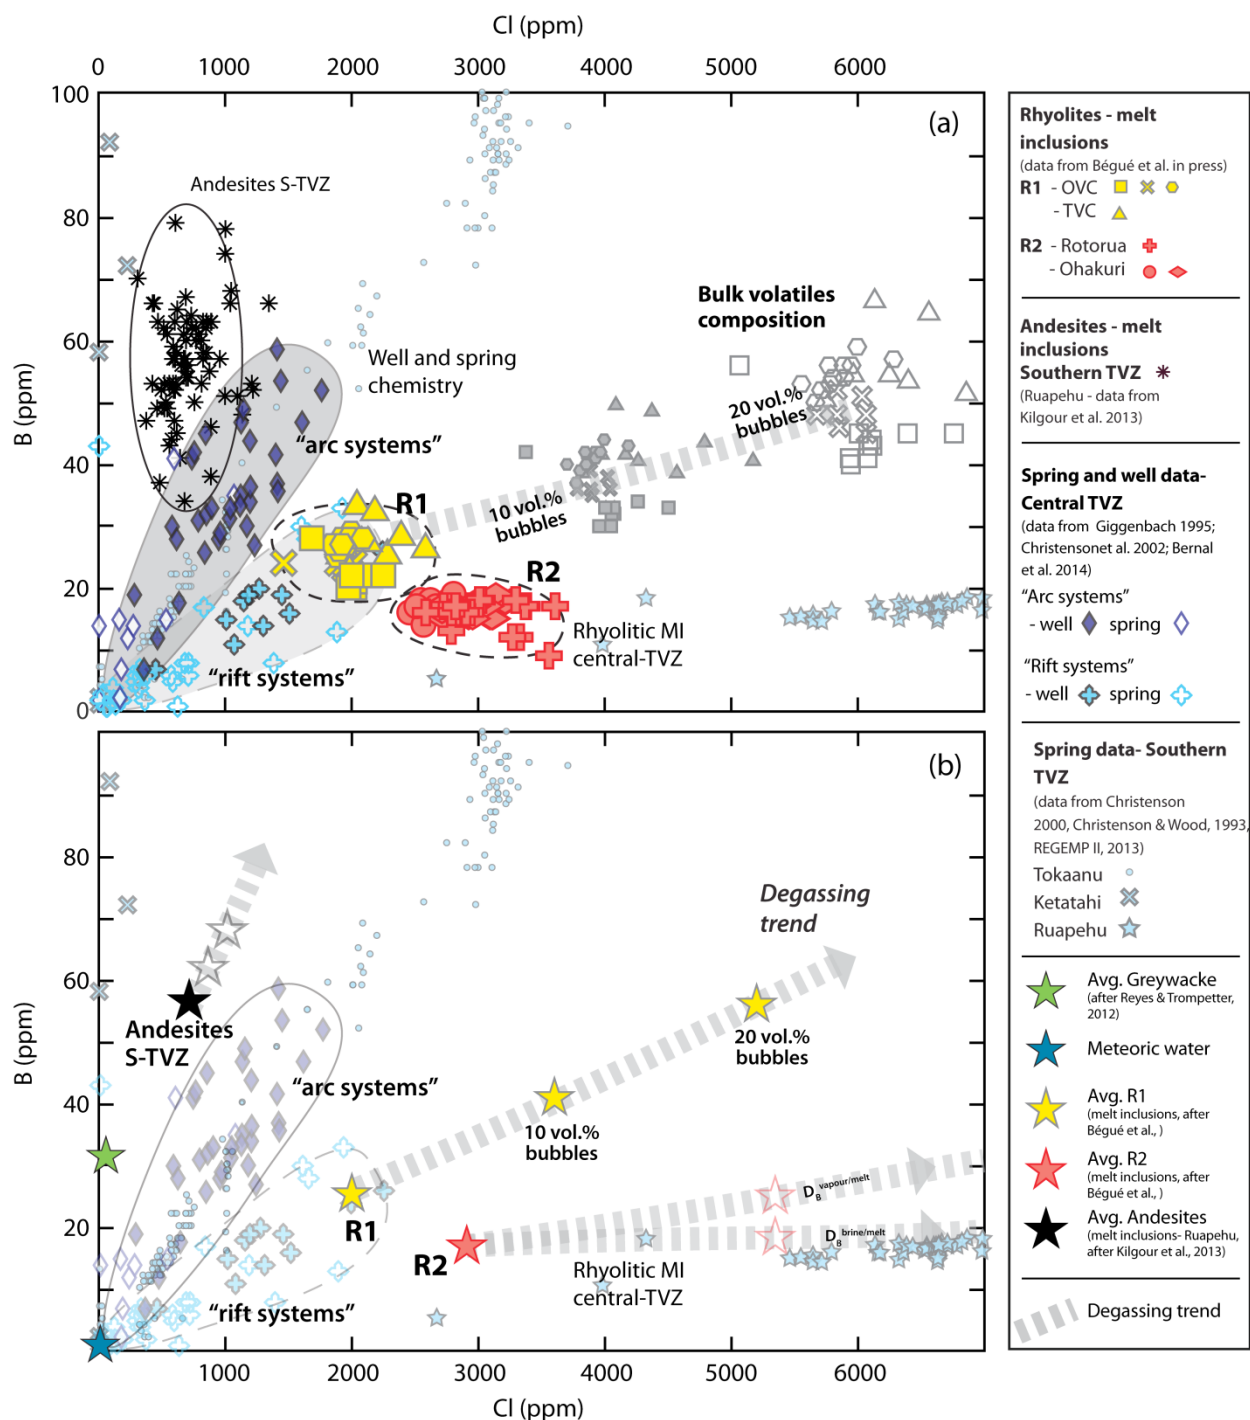 Cl (ppm)
0 1000 2000 3000 4000 5000 6000
100
80
60
40
20
0
B (ppm)
(a)
Andesites S-TVZ
Well and spring
chemistry
"arc systems"
"rift systems"
R1
R2
Rhyolitic MI
central-TVZ
10 vol.%
bubbles
20 vol.%
bubbles
Bulk volatiles
composition
(b)
80
60
40
20
B (ppm)
Andesites
S-TVZ
"arc systems"
"rift systems"
Degassing
trend
20 vol.%
bubbles
10 vol.%
bubbles
R1
R2
D B vapour/melt
D B brine/melt
Rhyolitic MI
central-TVZ
0 1000 2000 3000 4000 5000 6000
Cl (ppm)
Rhyolites - melt
inclusions
(data from Bégué et al. in press)
R1 - OVC
- TVC
R2 - Rotorua
- Ohakuri
Andesites - melt
inclusions
Southern TVZ
(Ruapehu - data from
Kilgour et al. 2013)
Spring and well data-
Central TVZ
(data from Giggenbach 1995;
Christensonet al. 2002; Bernal
et al. 2014)
"Arc systems"
- well spring
"Rift systems"
- well spring
Spring data- Southern
TVZ
(data from Christenson
2000, Christenson & Wood, 1993,
REGEMP II, 2013)
Tokaanu
Ketatahi
Ruapehu
Avg. Greywacke
(after Reyes & Trompetter,
2012)
Meteoric water
Avg. R1
(melt inclusions, after
Bégué et al., )
Avg. R2
(melt inclusions, after
Bégué et al., )
Avg. Andesites
(melt inclusions- Ruapehu,
after Kilgour et al., 2013)
Degassing trend